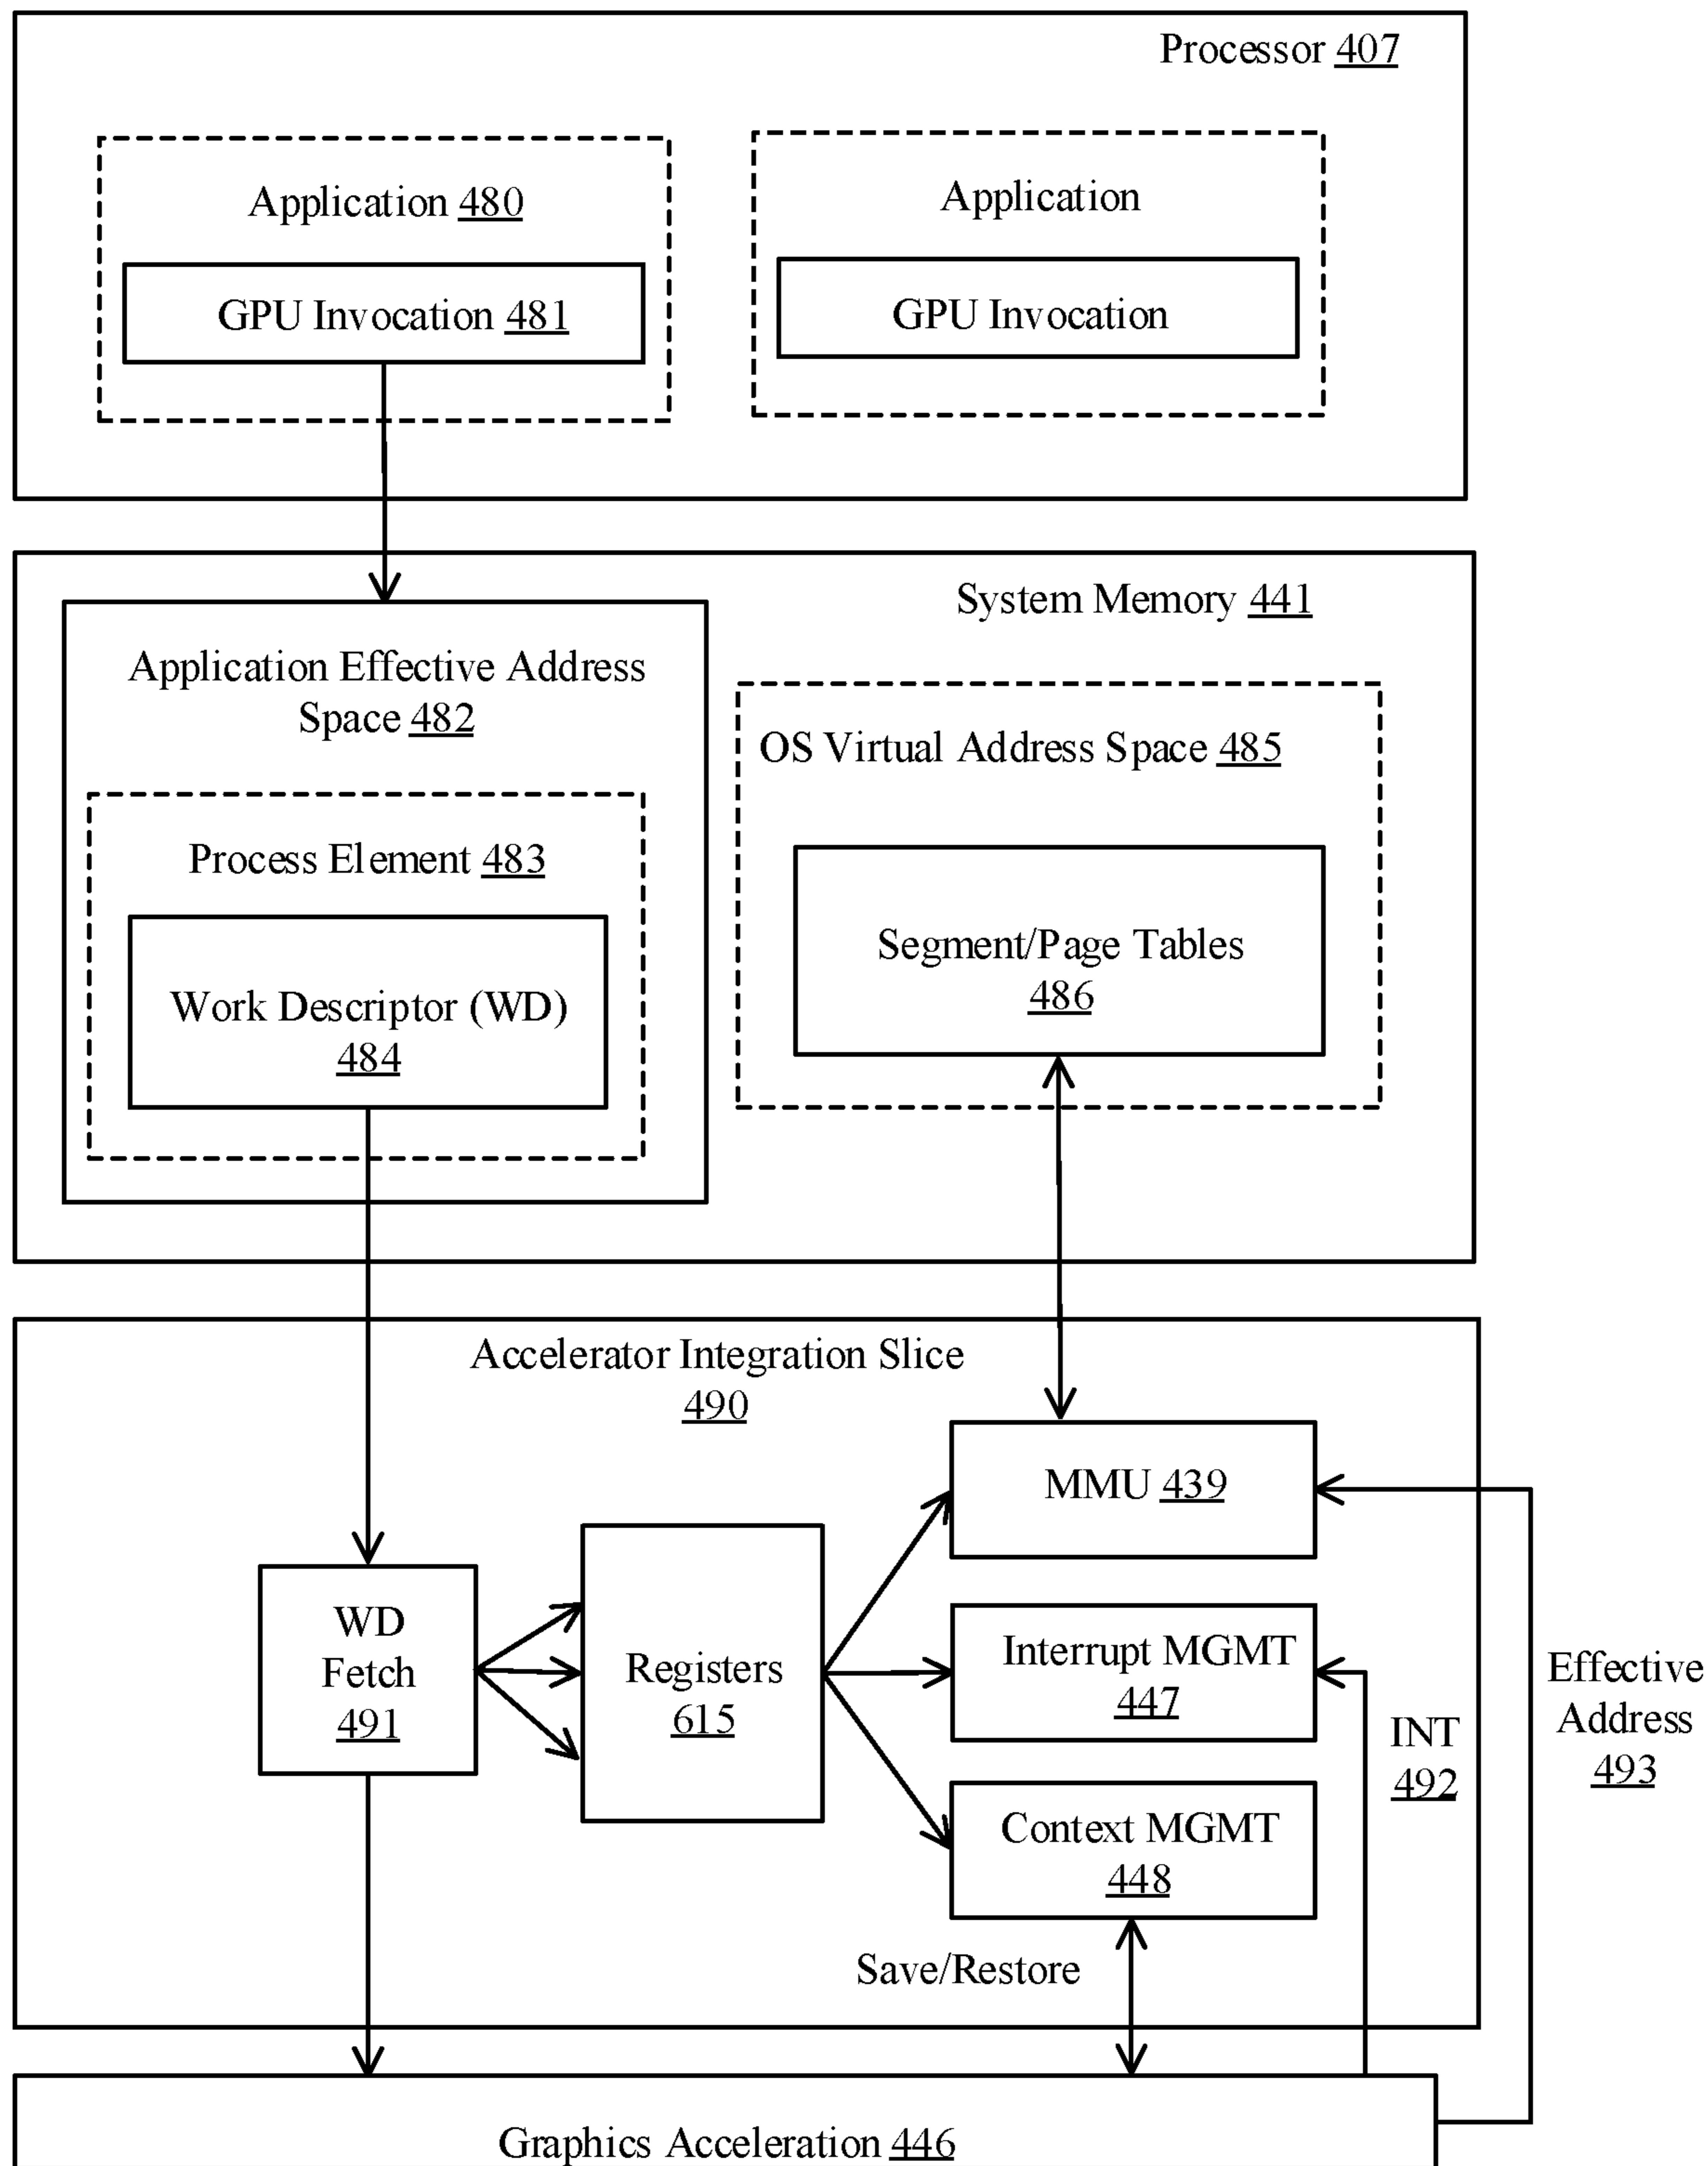 Processor 407
Application 480
Application
GPU Invocation 481
GPU Invocation
System Memory 441
Application Effective Address
Space 482
OS Virtual Address Space 485
Process Element 483
Segment/Page Tables
486
Work Descriptor (WD)
484
Accelerator Integration Slice
490
MMU 439
WD
Fetch
491
Registers
615
Interrupt MGMT
447
Effective
Address
493
INT
492
Context MGMT
448
Save/Restore
Graphics Acceleration 446